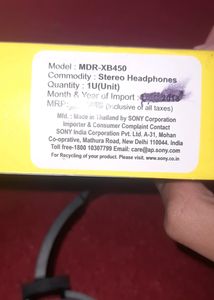 Model : MDR-XB450
Commodity : Stereo Headphones
Quantity : 1U(Unit)
Month & Year of Import :
MRP: (Inclusive of all taxes)
Mfd. : Made in Thailand by SONY Corporation
Importer & Consumer Complaint Contact
SONY India Corporation Pvt. Ltd. A-31, Mohan
Co-oprative, Mathura Road, New Delhi 110044. India
Toll free-1800 10307799 Email: care@ap.sony.com
For Recycling of your product. Please visit - www.sony.co.in